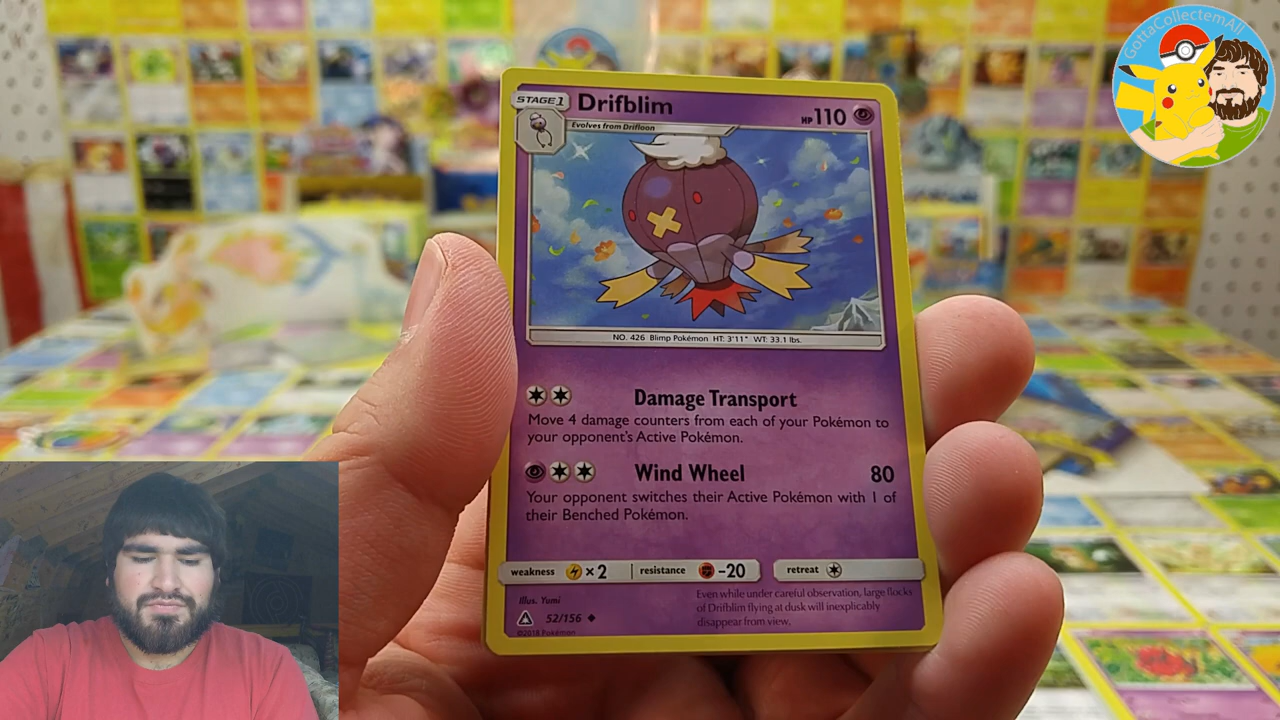 GottaCollectemAll
STAGE 1 Drifblim HP 110
Evolves from Drifloon
NO. 426 Blimp Pokémon HT: 3'11" WT: 33.1 lbs.
Damage Transport
Move 4 damage counters from each of your Pokémon to
your opponent's Active Pokémon.
Wind Wheel 80
Your opponent switches their Active Pokémon with 1 of
their Benched Pokémon.
weakness ×2 resistance -20 retreat
Illus. Yumi
52/156
©2018 Pokémon
Even while under careful observation, large flocks
of Drifblim flying at dusk will inexplicably
disappear from view.